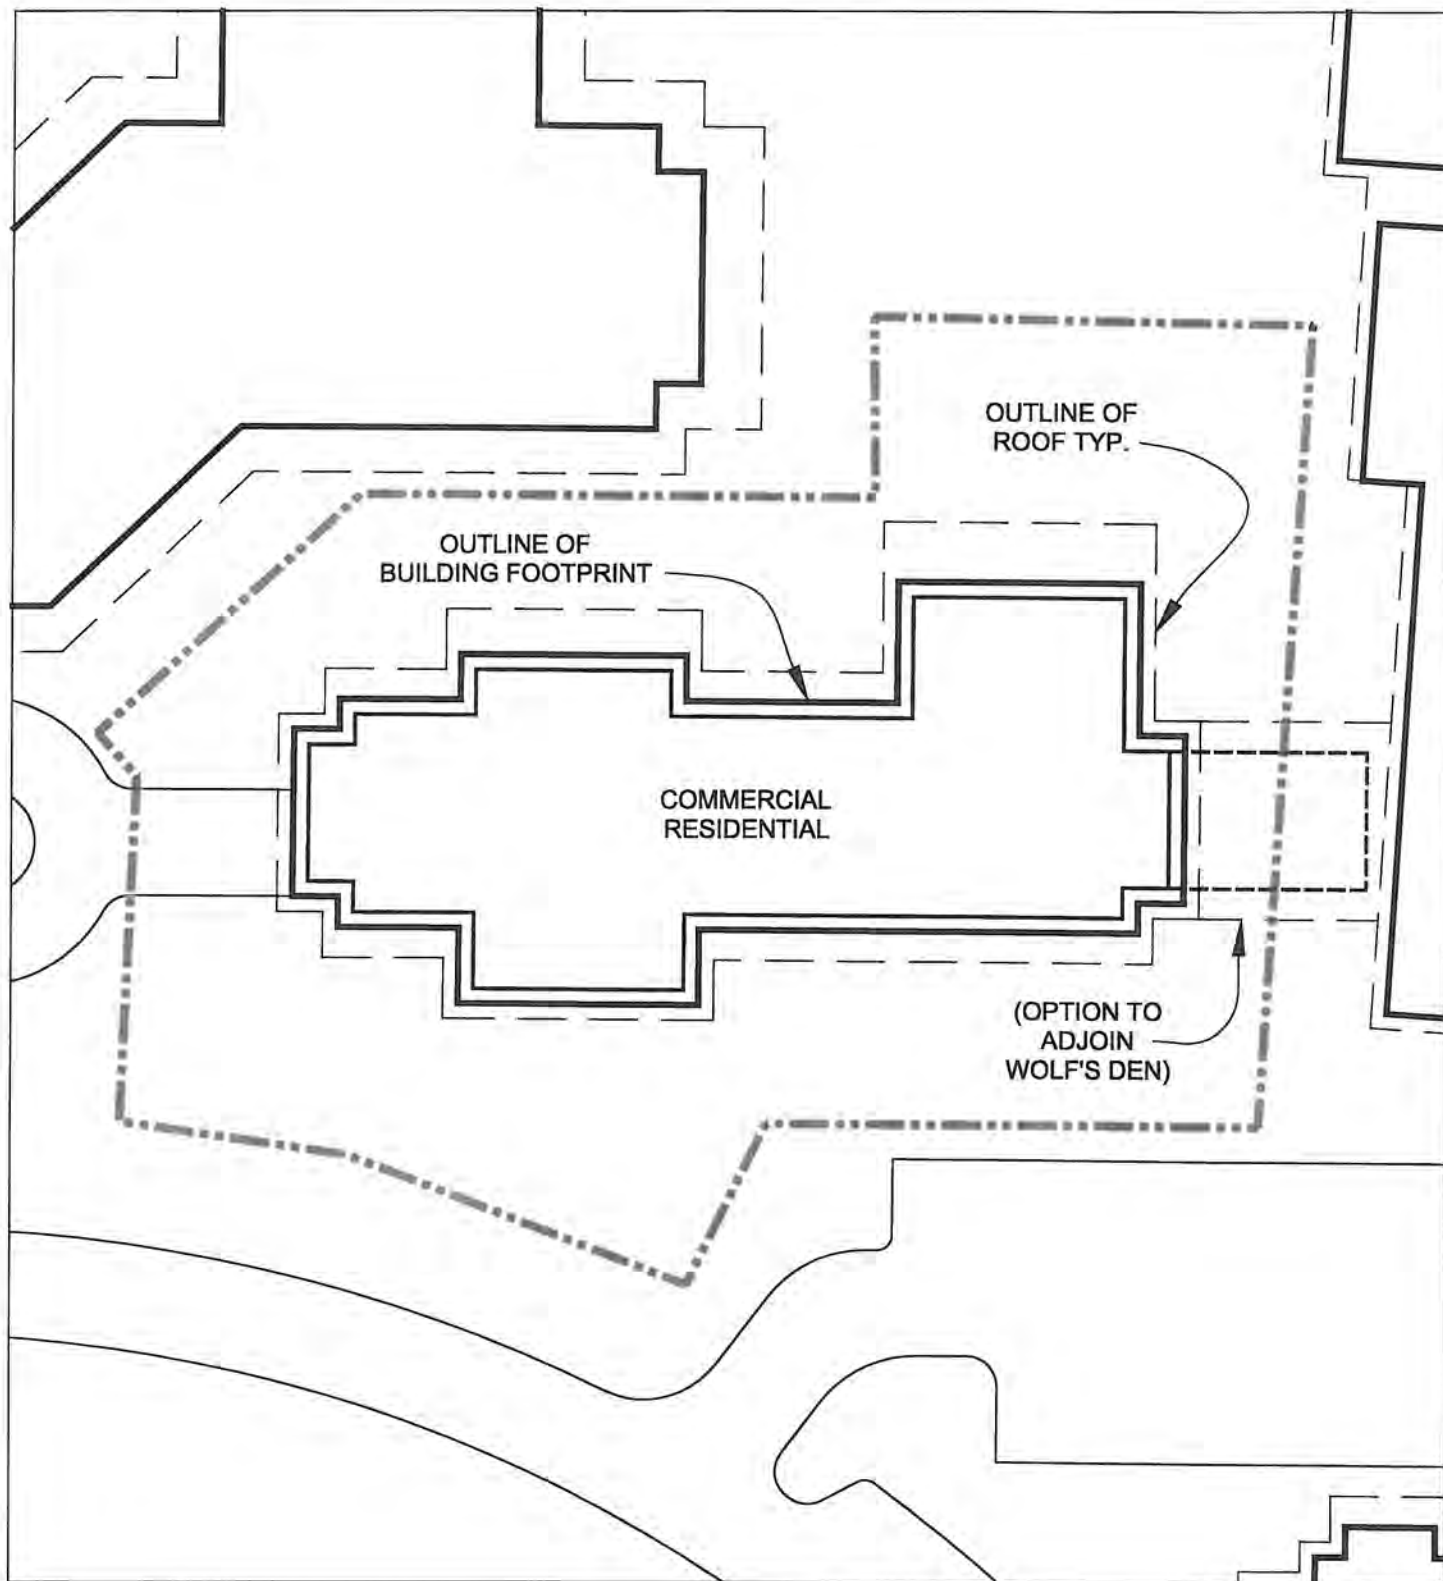 OUTLINE OF
ROOF TYP.
OUTLINE OF
BUILDING FOOTPRINT
COMMERCIAL
RESIDENTIAL
(OPTION TO
ADJOIN
WOLF'S DEN)